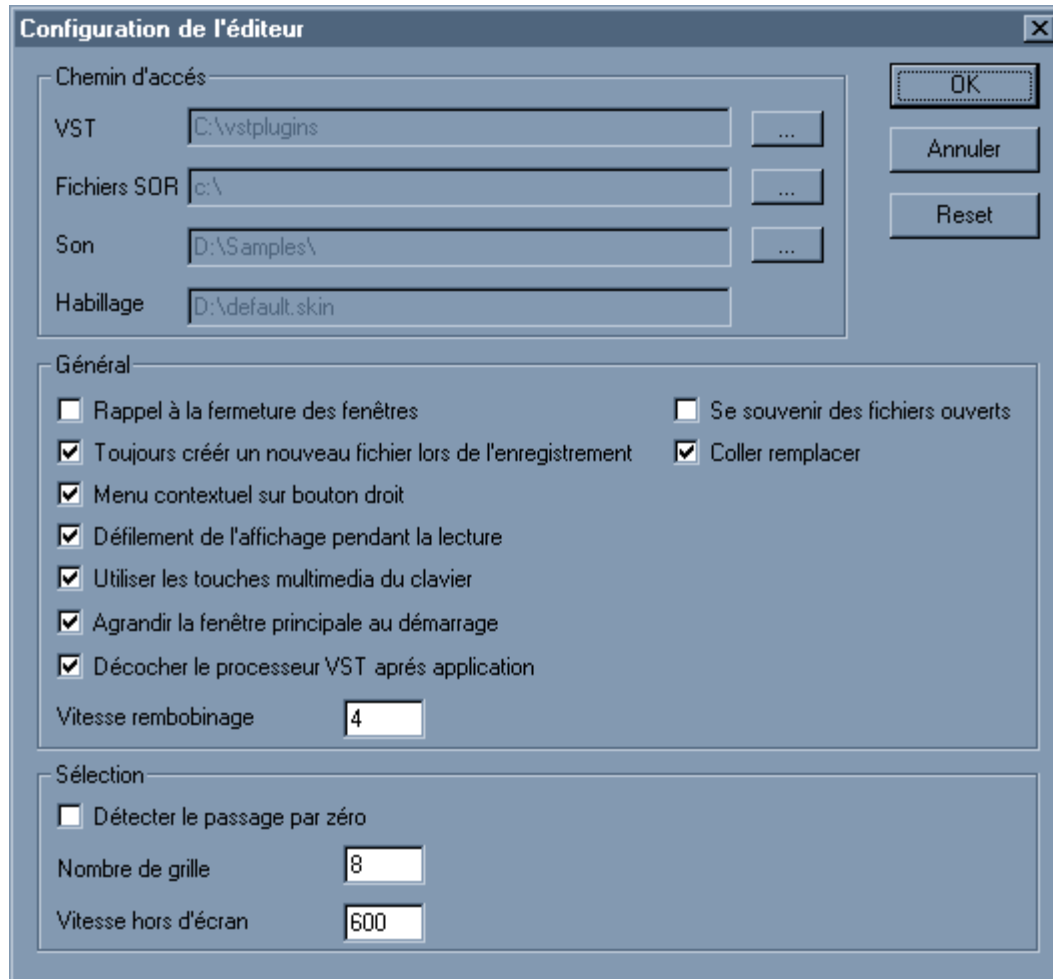 Configuration de l'éditeur
Chemin d'accés
VST C:\vstplugins ...
Fichiers SOR c:\ ...
Son D:\Samples\ ...
Habillage D:\default.skin
OK
Annuler
Reset
Général
Rappel à la fermeture des fenêtres
Se souvenir des fichiers ouverts
Toujours créér un nouveau fichier lors de l'enregistrement
Coller remplacer
Menu contextuel sur bouton droit
Défilement de l'affichage pendant la lecture
Utiliser les touches multimedia du clavier
Agrandir la fenêtre principale au démarrage
Décocher le processeur VST aprés application
Vitesse rembobinage 4
Sélection
Détecter le passage par zéro
Nombre de grille 8
Vitesse hors d'écran 600